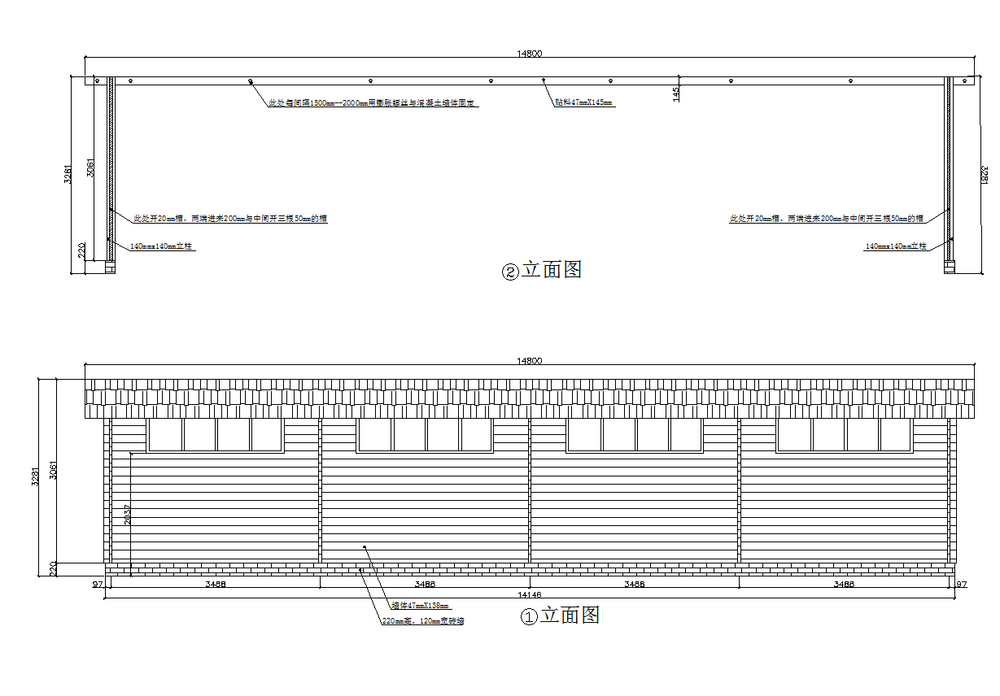 14800
此处每间隔1500mm--2000mm用膨胀螺丝与混凝土墙体固定
贴料47mmX145mm
145
3281
3061
3281
此处开20mm槽、两端进来200mm与中间开三根50mm的槽
此处开20mm槽、两端进来200mm与中间开三根50mm的槽
220
140mmx140mm立柱
140mmx140mm立柱
②立面图
14800
3281
3061
2037
220
97
3488
3488
3488
3488
97
14146
墙体47mmX138mm
①立面图
220mm高，120mm宽砖墙